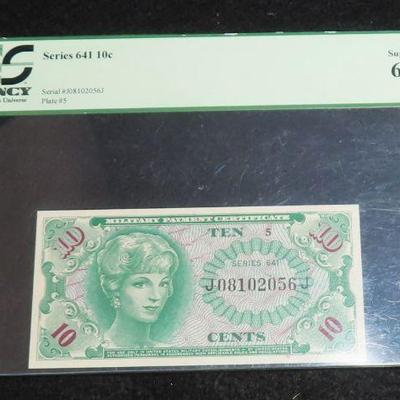 Series 641 10c
Serial #J08102056J
Plate #5
NCY
Universe
6
MILITARY PAYMENT CERTIFICATE
10 TEN 5 10
SERIES 641
J08102056J
10 CENTS 10